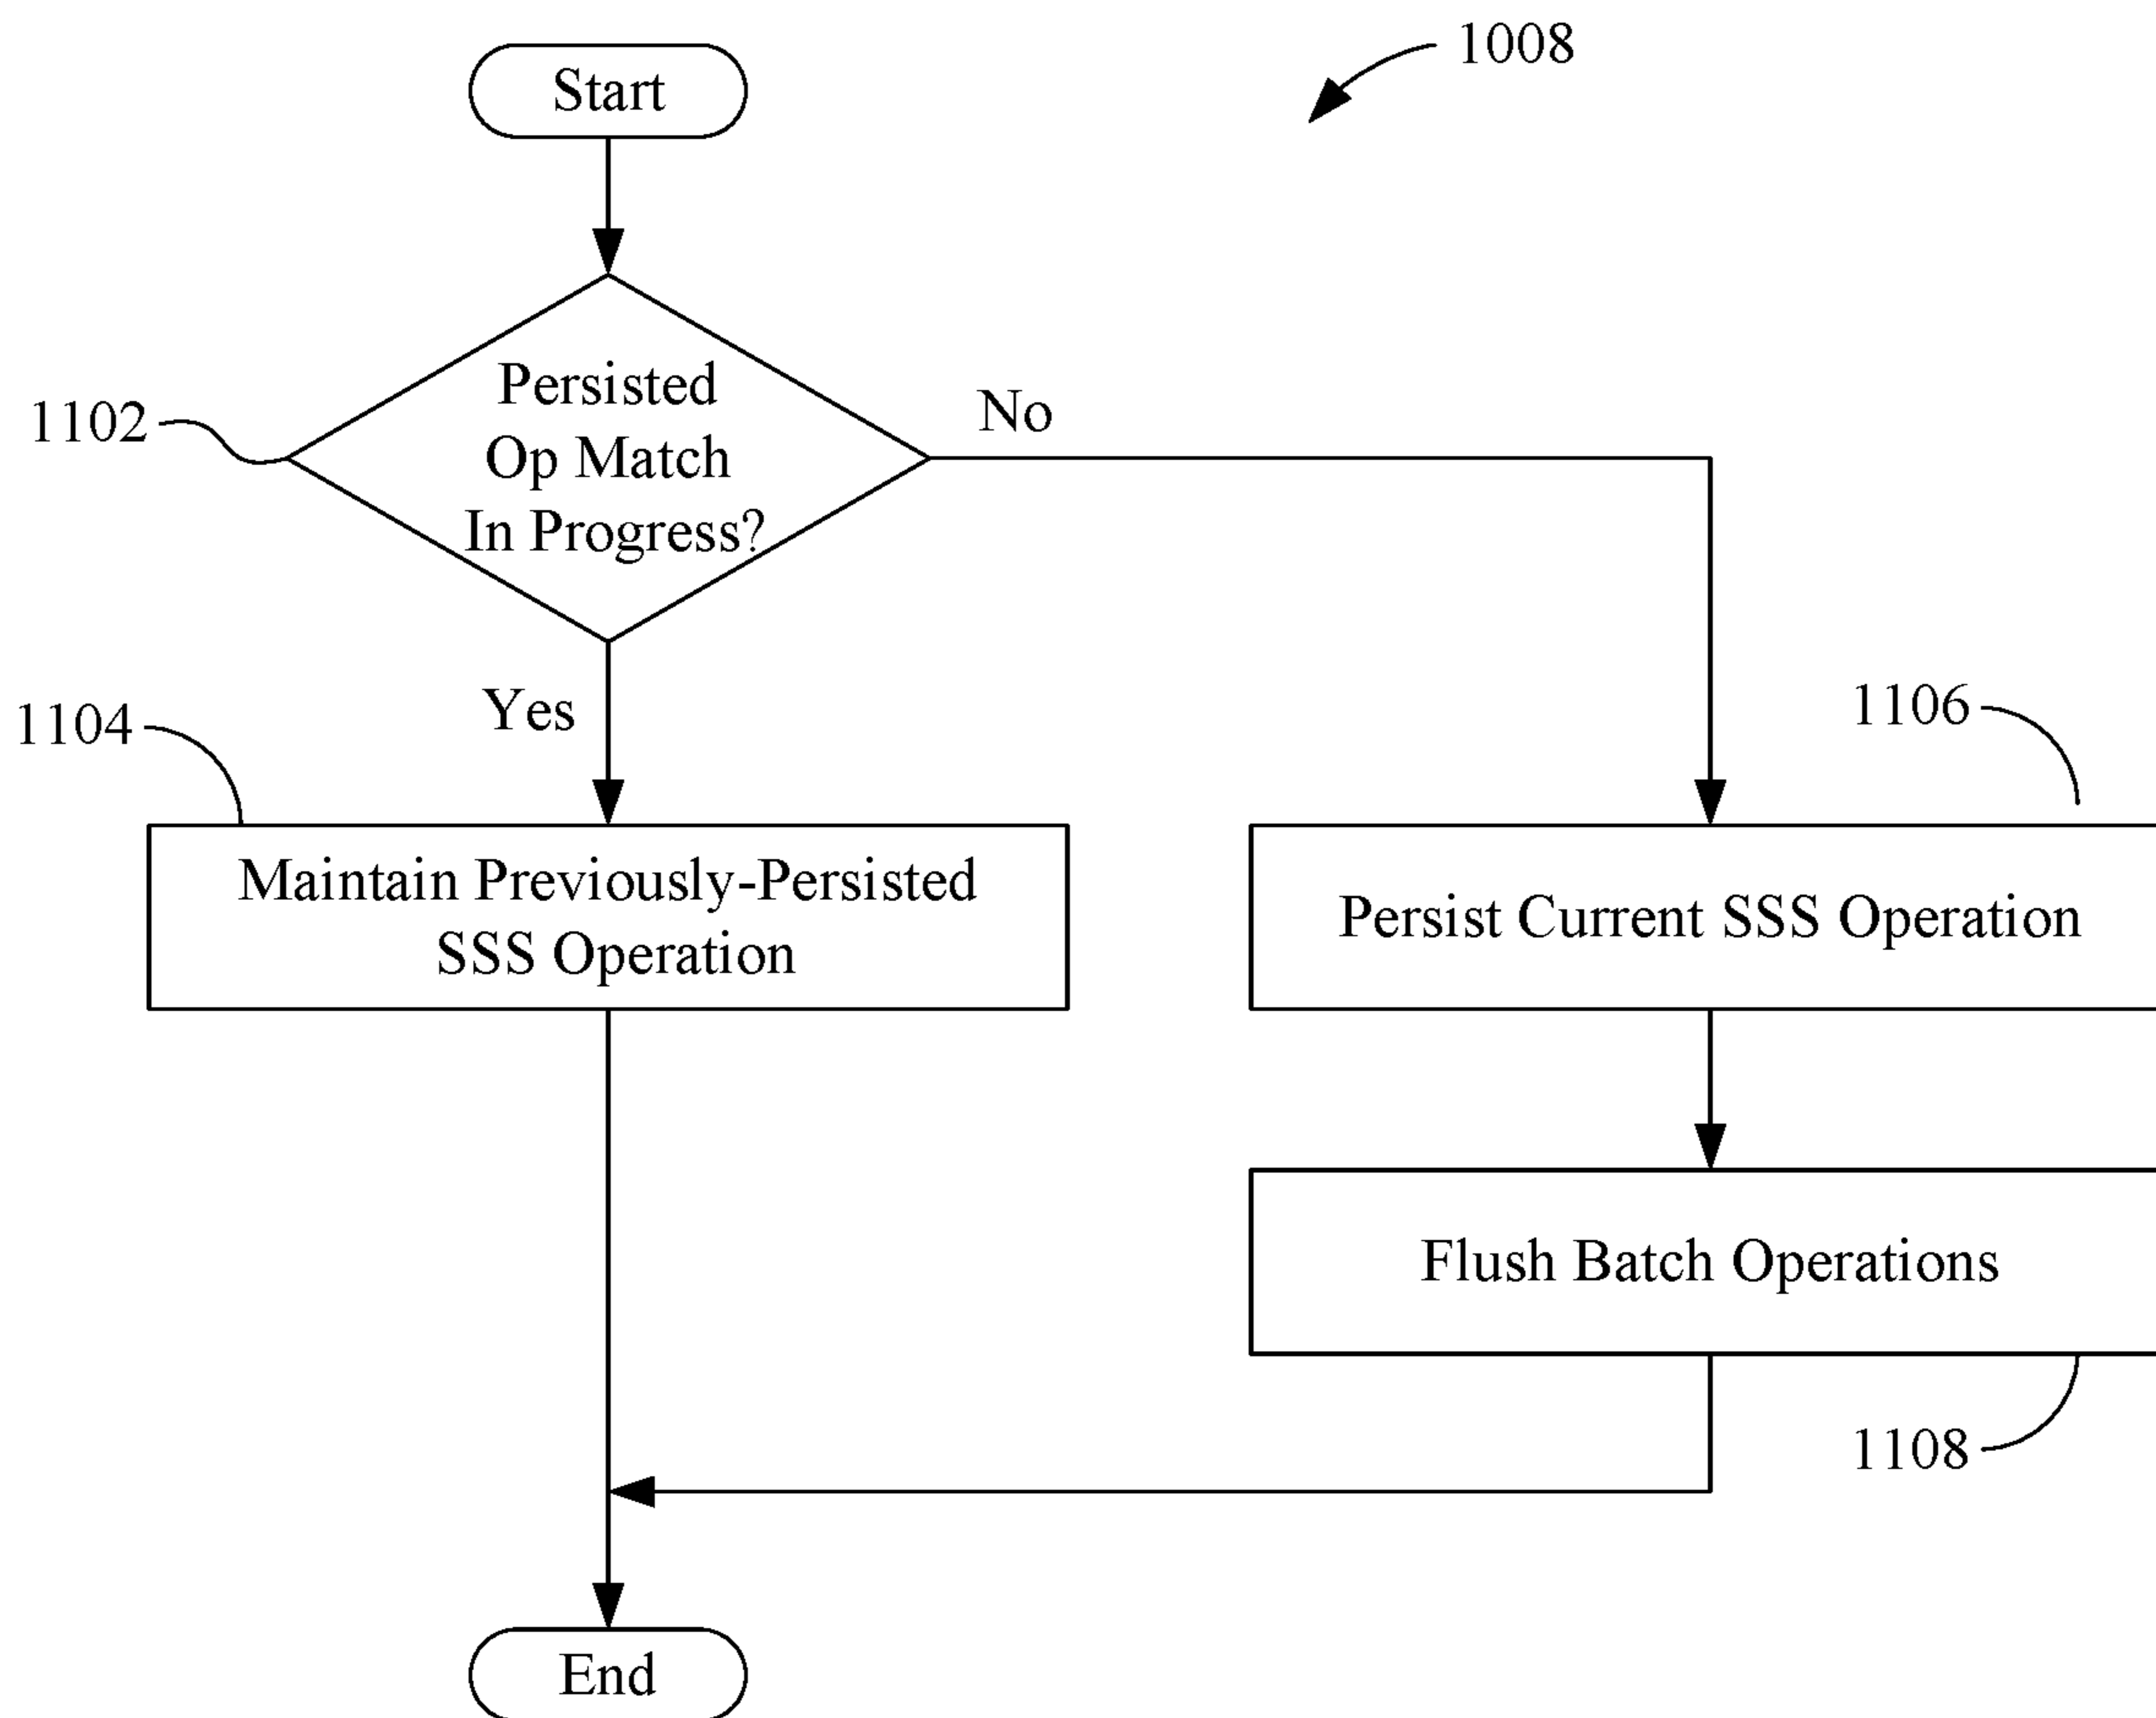 1008
Start
1102
Persisted
Op Match
In Progress?
No
Yes
1104
1106
Maintain Previously-Persisted
SSS Operation
Persist Current SSS Operation
Flush Batch Operations
1108
End